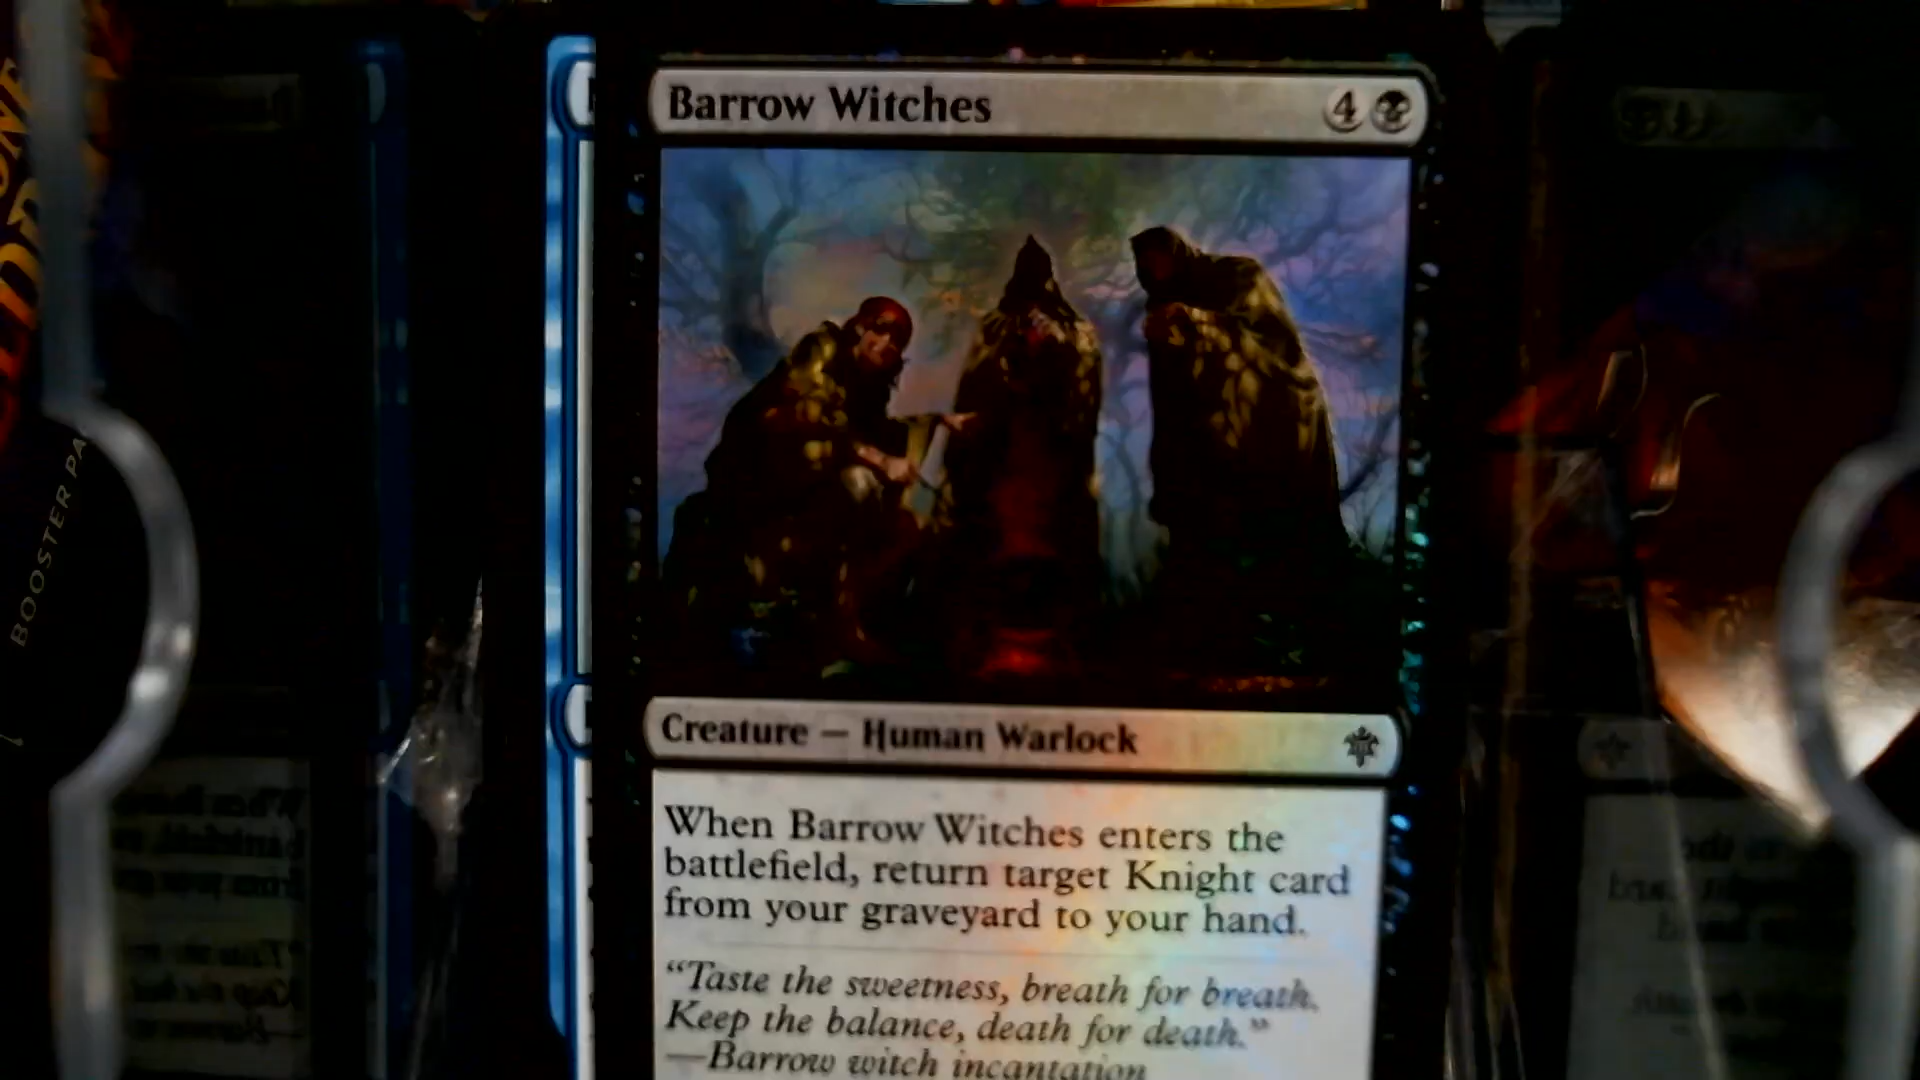 Barrow Witches 4
Creature — Human Warlock
When Barrow Witches enters the
battlefield, return target Knight card
from your graveyard to your hand.
“Taste the sweetness, breath for breath.
Keep the balance, death for death.”
—Barrow witch incantation
BOOSTER PA